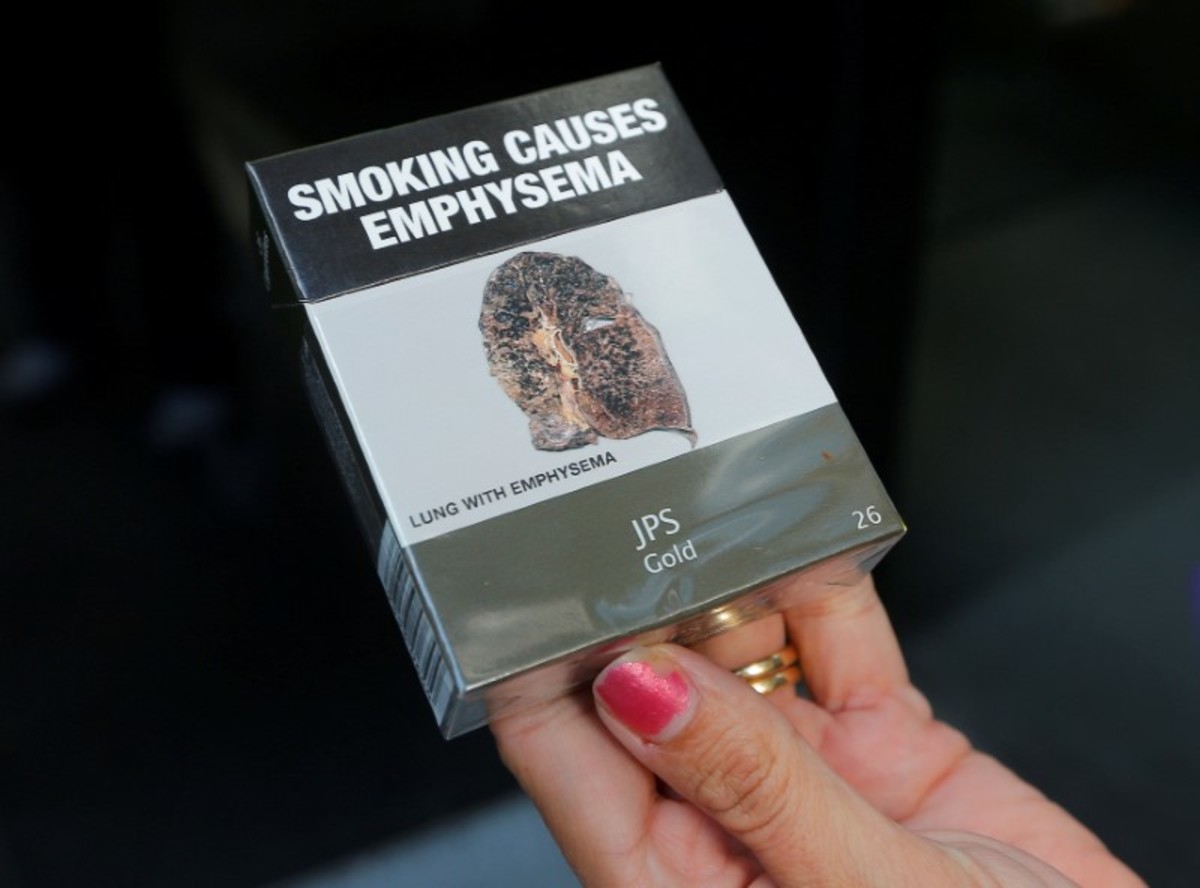 SMOKING CAUSES
EMPHYSEMA
LUNG WITH EMPHYSEMA
JPS
Gold
26